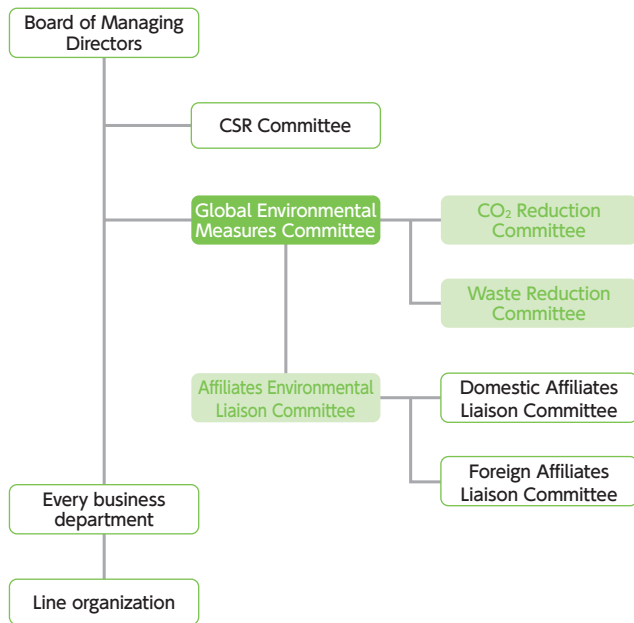 Board of Managing
Directors
CSR Committee
Global Environmental
Measures Committee
CO₂ Reduction
Committee
Waste Reduction
Committee
Affiliates Environmental
Liaison Committee
Domestic Affiliates
Liaison Committee
Foreign Affiliates
Liaison Committee
Every business
department
Line organization